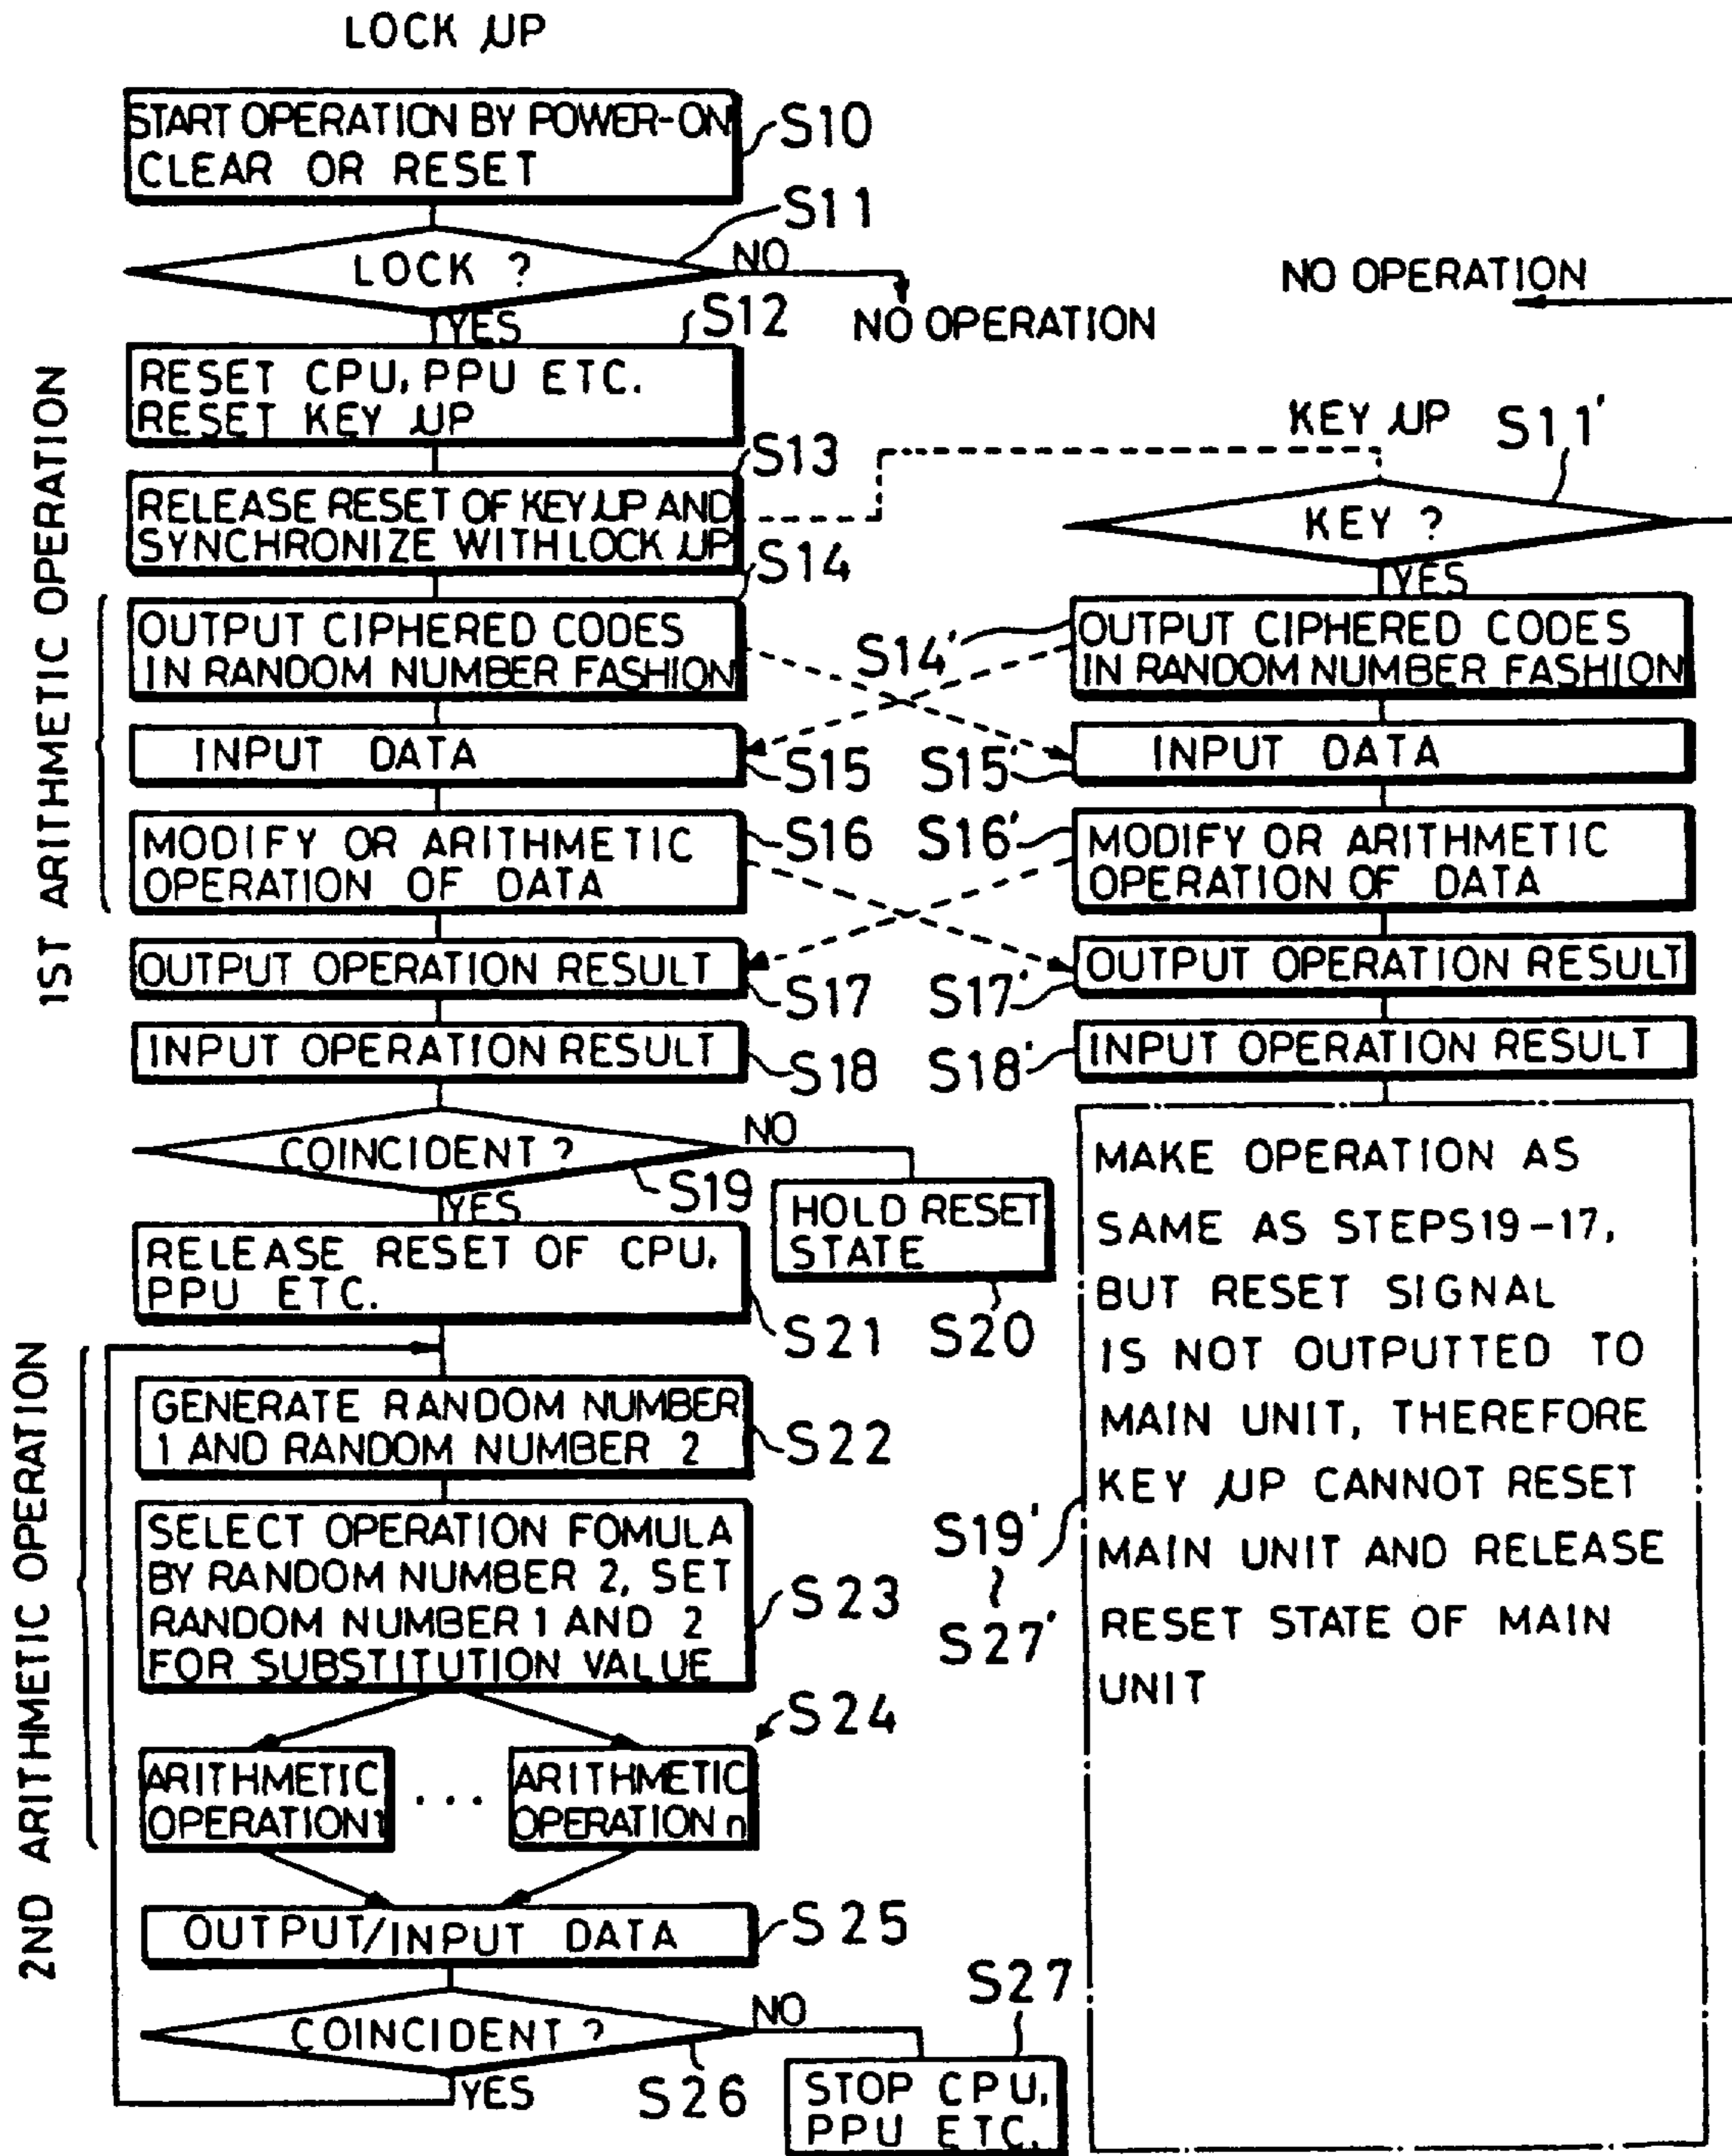 LOCK μP
START OPERATION BY POWER-ON
CLEAR OR RESET
S10
S11
LOCK ?
NO
NO OPERATION
YES
S12
RESET CPU, PPU ETC.
RESET KEY μP
S13
RELEASE RESET OF KEY μP AND
SYNCHRONIZE WITH LOCK μP
S14
1ST ARITHMETIC OPERATION
OUTPUT CIPHERED CODES
IN RANDOM NUMBER FASHION
INPUT DATA
S15
MODIFY OR ARITHMETIC
OPERATION OF DATA
S16
OUTPUT OPERATION RESULT
S17
INPUT OPERATION RESULT
S18
COINCIDENT ?
NO
S19
YES
HOLD RESET
STATE
S20
RELEASE RESET OF CPU,
PPU ETC.
S21
2ND ARITHMETIC OPERATION
GENERATE RANDOM NUMBER
1 AND RANDOM NUMBER 2
S22
SELECT OPERATION FOMULA
BY RANDOM NUMBER 2, SET
RANDOM NUMBER 1 AND 2
FOR SUBSTITUTION VALUE
S23
S24
ARITHMETIC
OPERATION 1
...
ARITHMETIC
OPERATION n
OUTPUT/INPUT DATA
S25
COINCIDENT ?
NO
S26
YES
S27
STOP CPU,
PPU ETC.
NO OPERATION
KEY μP
S11'
KEY ?
YES
S14'
OUTPUT CIPHERED CODES
IN RANDOM NUMBER FASHION
S15'
INPUT DATA
S16'
MODIFY OR ARITHMETIC
OPERATION OF DATA
S17'
OUTPUT OPERATION RESULT
S18'
INPUT OPERATION RESULT
MAKE OPERATION AS
SAME AS STEPS19-17,
BUT RESET SIGNAL
IS NOT OUTPUTTED TO
MAIN UNIT, THEREFORE
KEY μP CANNOT RESET
MAIN UNIT AND RELEASE
RESET STATE OF MAIN
UNIT
S19'
~
S27'